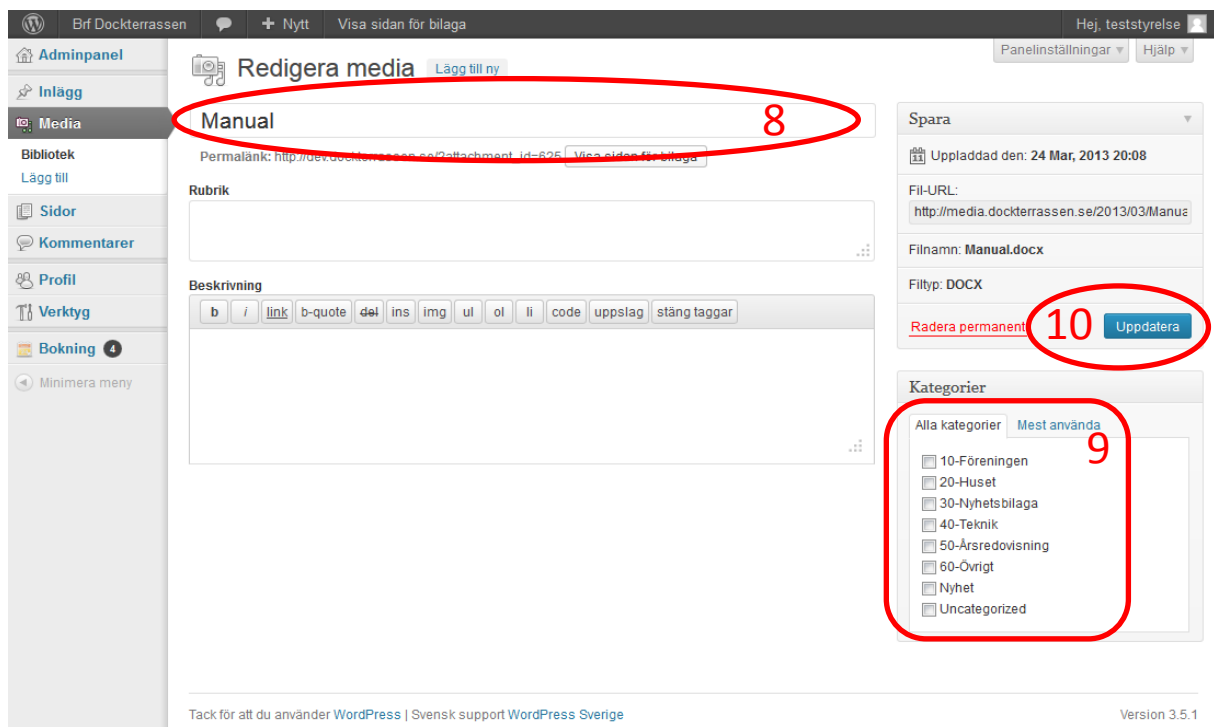 Brf Dockterrassen + Nytt Visa sidan för bilaga Hej, teststyrelse
Panelinställningar Hjälp
Adminpanel
Inlägg
Media
Bibliotek
Lägg till
Sidor
Kommentarer
Profil
Verktyg
Bokning 4
Minimera meny
Redigera media Lägg till ny
Manual 8
Permalänk: http://dev.dockterrassen.se/?attachment_id=625 Visa sidan för bilaga
Rubrik
Beskrivning
b i link b-quote del ins img ul ol li code uppslag stäng taggar
Spara
11 Uppladdad den: 24 Mar, 2013 20:08
Fil-URL:
http://media.dockterrassen.se/2013/03/Manua
Filnamn: Manual.docx
Filtyp: DOCX
Radera permanent 10 Uppdatera
Kategorier
Alla kategorier Mest använda
9
10-Föreningen
20-Huset
30-Nyhetsbilaga
40-Teknik
50-Årsredovisning
60-Övrigt
Nyhet
Uncategorized
Tack för att du använder WordPress | Svensk support WordPress Sverige Version 3.5.1